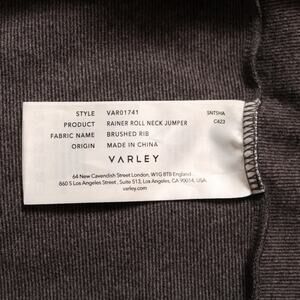 STYLE VAR01741 SNTSHA
PRODUCT RAINER ROLL NECK JUMPER C423
FABRIC NAME BRUSHED RIB
ORIGIN MADE IN CHINA
VARLEY
64 New Cavendish Street London, W1G 8TB England
860 S Los Angeles Street, Suite 513, Los Angeles, CA 90014, USA
varley.com